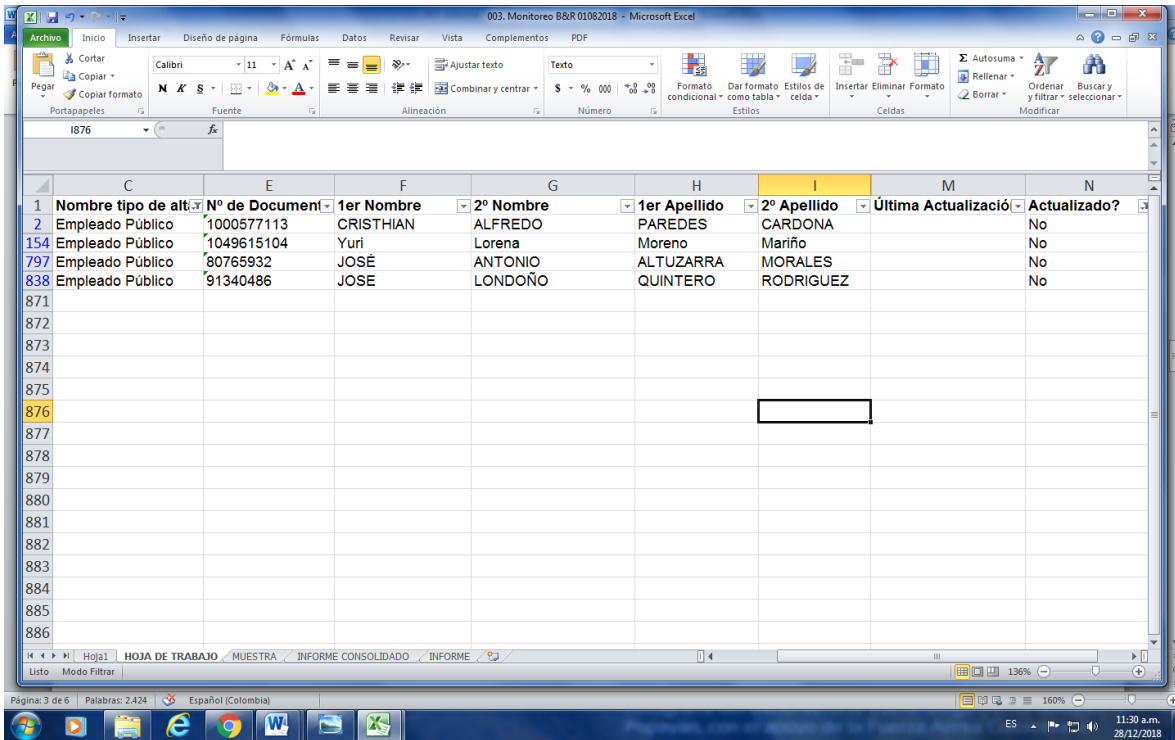 003. Monitoreo B&R 01082018 - Microsoft Excel
Archivo Inicio Insertar Diseño de página Fórmulas Datos Revisar Vista Complementos PDF
Cortar
Copiar
Copiar formato
Pegar
Calibri 11
N K S
Ajustar texto
Combinar y centrar
Texto
$ % 000
Formato condicional
Dar formato como tabla
Estilos de celda
Insertar Eliminar Formato
Σ Autosuma
Rellenar
Borrar
Ordenar y filtrar
Buscar y seleccionar
Portapapeles Fuente Alineación Número Estilos Celdas Modificar
I876 fx
C E F G H I M N
1 Nombre tipo de alt Nº de Document 1er Nombre 2º Nombre 1er Apellido 2º Apellido Última Actualizació Actualizado?
2 Empleado Público 1000577113 CRISTHIAN ALFREDO PAREDES CARDONA No
154 Empleado Público 1049615104 Yuri Lorena Moreno Mariño No
797 Empleado Público 80765932 JOSÉ ANTONIO ALTUZARRA MORALES No
838 Empleado Público 91340486 JOSE LONDOÑO QUINTERO RODRIGUEZ No
871
872
873
874
875
876
877
878
879
880
881
882
883
884
885
886
Hoja1 HOJA DE TRABAJO MUESTRA INFORME CONSOLIDADO INFORME
Listo Modo Filtrar 136%
Página: 3 de 6 Palabras: 2.424 Español (Colombia) 160%
ES 11:30 a.m.
28/12/2018